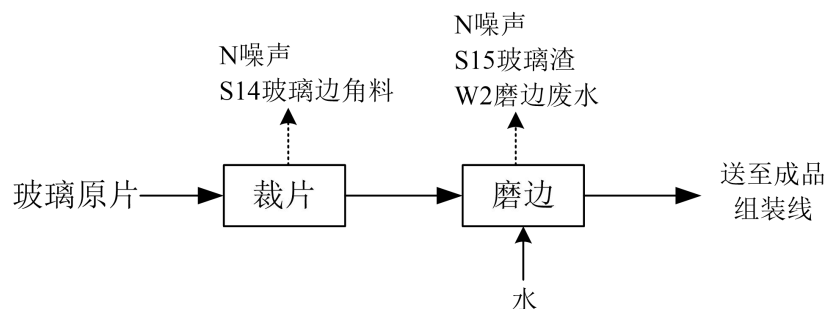 N噪声
S14玻璃边角料
N噪声
S15玻璃渣
W2磨边废水
玻璃原片
裁片
磨边
送至成品
组装线
水